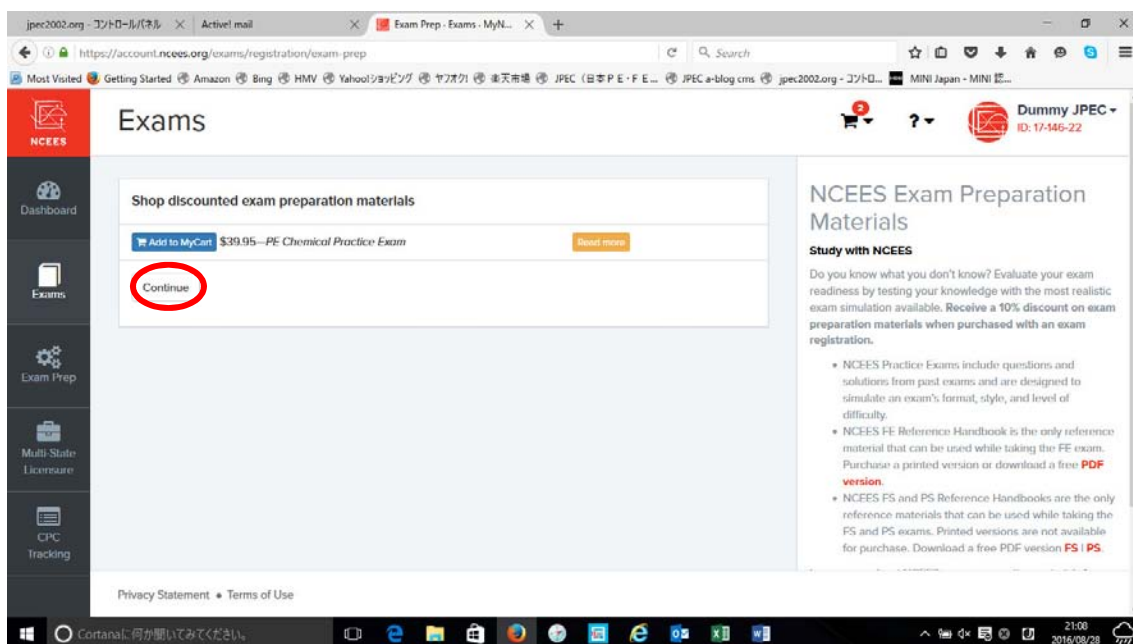 jpec2002.org - コントロールパネル
Active! mail
Exam Prep - Exams - MyN...
https://account.ncees.org/exams/registration/exam-prep
Search
Most Visited
Getting Started
Amazon
Bing
HMV
Yahoo!ショッピング
ヤフオク!
楽天市場
JPEC (日本PE・FE...
JPEC a-blog cms
jpec2002.org - コントロ...
MINI Japan - MINI 認...
NCEES
Exams
2
?
Dummy JPEC
ID: 17-146-22
Dashboard
Exams
Exam Prep
Multi-State
Licensure
CPC
Tracking
Shop discounted exam preparation materials
Add to MyCart $39.95—PE Chemical Practice Exam
Read more
Continue
NCEES Exam Preparation
Materials
Study with NCEES
Do you know what you don't know? Evaluate your exam
readiness by testing your knowledge with the most realistic
exam simulation available. Receive a 10% discount on exam
preparation materials when purchased with an exam
registration.
• NCEES Practice Exams include questions and
solutions from past exams and are designed to
simulate an exam's format, style, and level of
difficulty.
• NCEES FE Reference Handbook is the only reference
material that can be used while taking the FE exam.
Purchase a printed version or download a free PDF
version.
• NCEES FS and PS Reference Handbooks are the only
reference materials that can be used while taking the
FS and PS exams. Printed versions are not available
for purchase. Download a free PDF version FS | PS.
Privacy Statement • Terms of Use
Cortanaに何か聞いてみてください。
21:08
2016/08/28